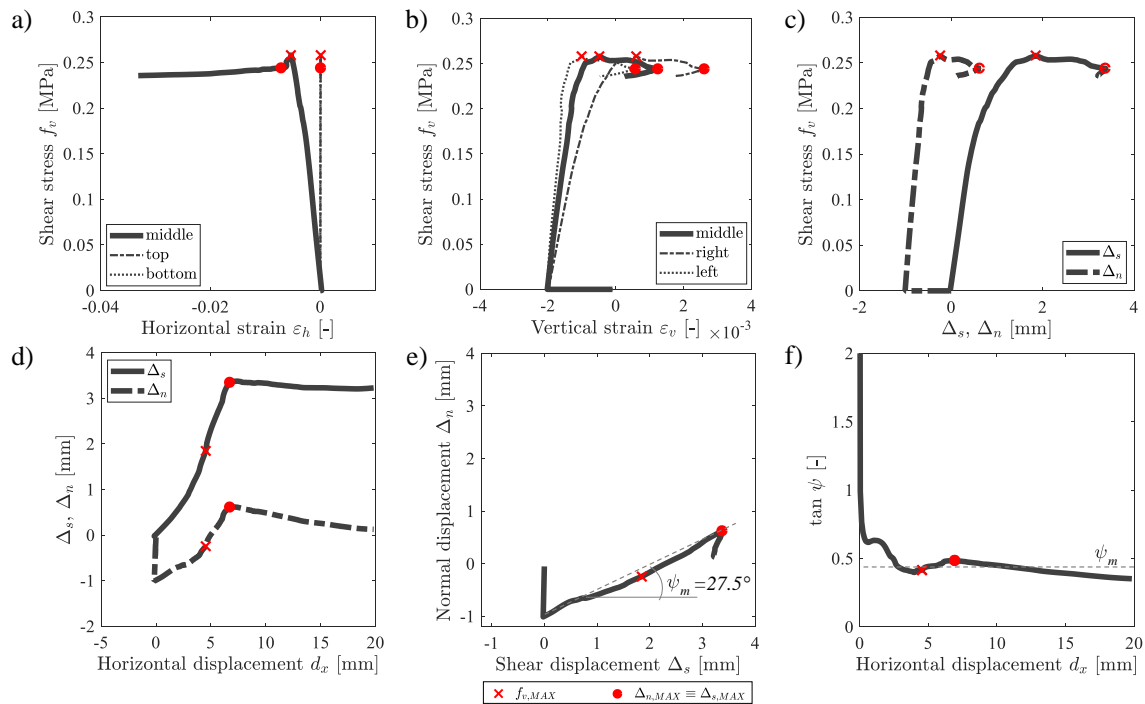 a)
0.3
0.25
0.2
0.15
0.1
0.05
0
Shear stress f_v [MPa]
middle
top
bottom
-0.04 -0.02 0
Horizontal strain ε_h [-]
b)
0.3
0.25
0.2
0.15
0.1
0.05
0
Shear stress f_v [MPa]
middle
right
left
-4 -2 0 2 4
Vertical strain ε_v [-] ×10⁻³
c)
0.3
0.25
0.2
0.15
0.1
0.05
0
Shear stress f_v [MPa]
Δ_s
Δ_n
0 2 4
Δ_s, Δ_n [mm]
d)
4
3
2
1
0
-1
-2
Δ_s, Δ_n [mm]
Δ_s
Δ_n
-5 0 5 10 15 20
Horizontal displacement d_x [mm]
e)
4
3
2
1
0
-1
Normal displacement Δ_n [mm]
ψ_m =27.5°
-1 0 1 2 3 4
Shear displacement Δ_s [mm]
f)
2
1.5
1
0.5
0
tan ψ [-]
ψ_m
0 5 10 15 20
Horizontal displacement d_x [mm]
f_{v,MAX} Δ_{n,MAX} ≡ Δ_{s,MAX}